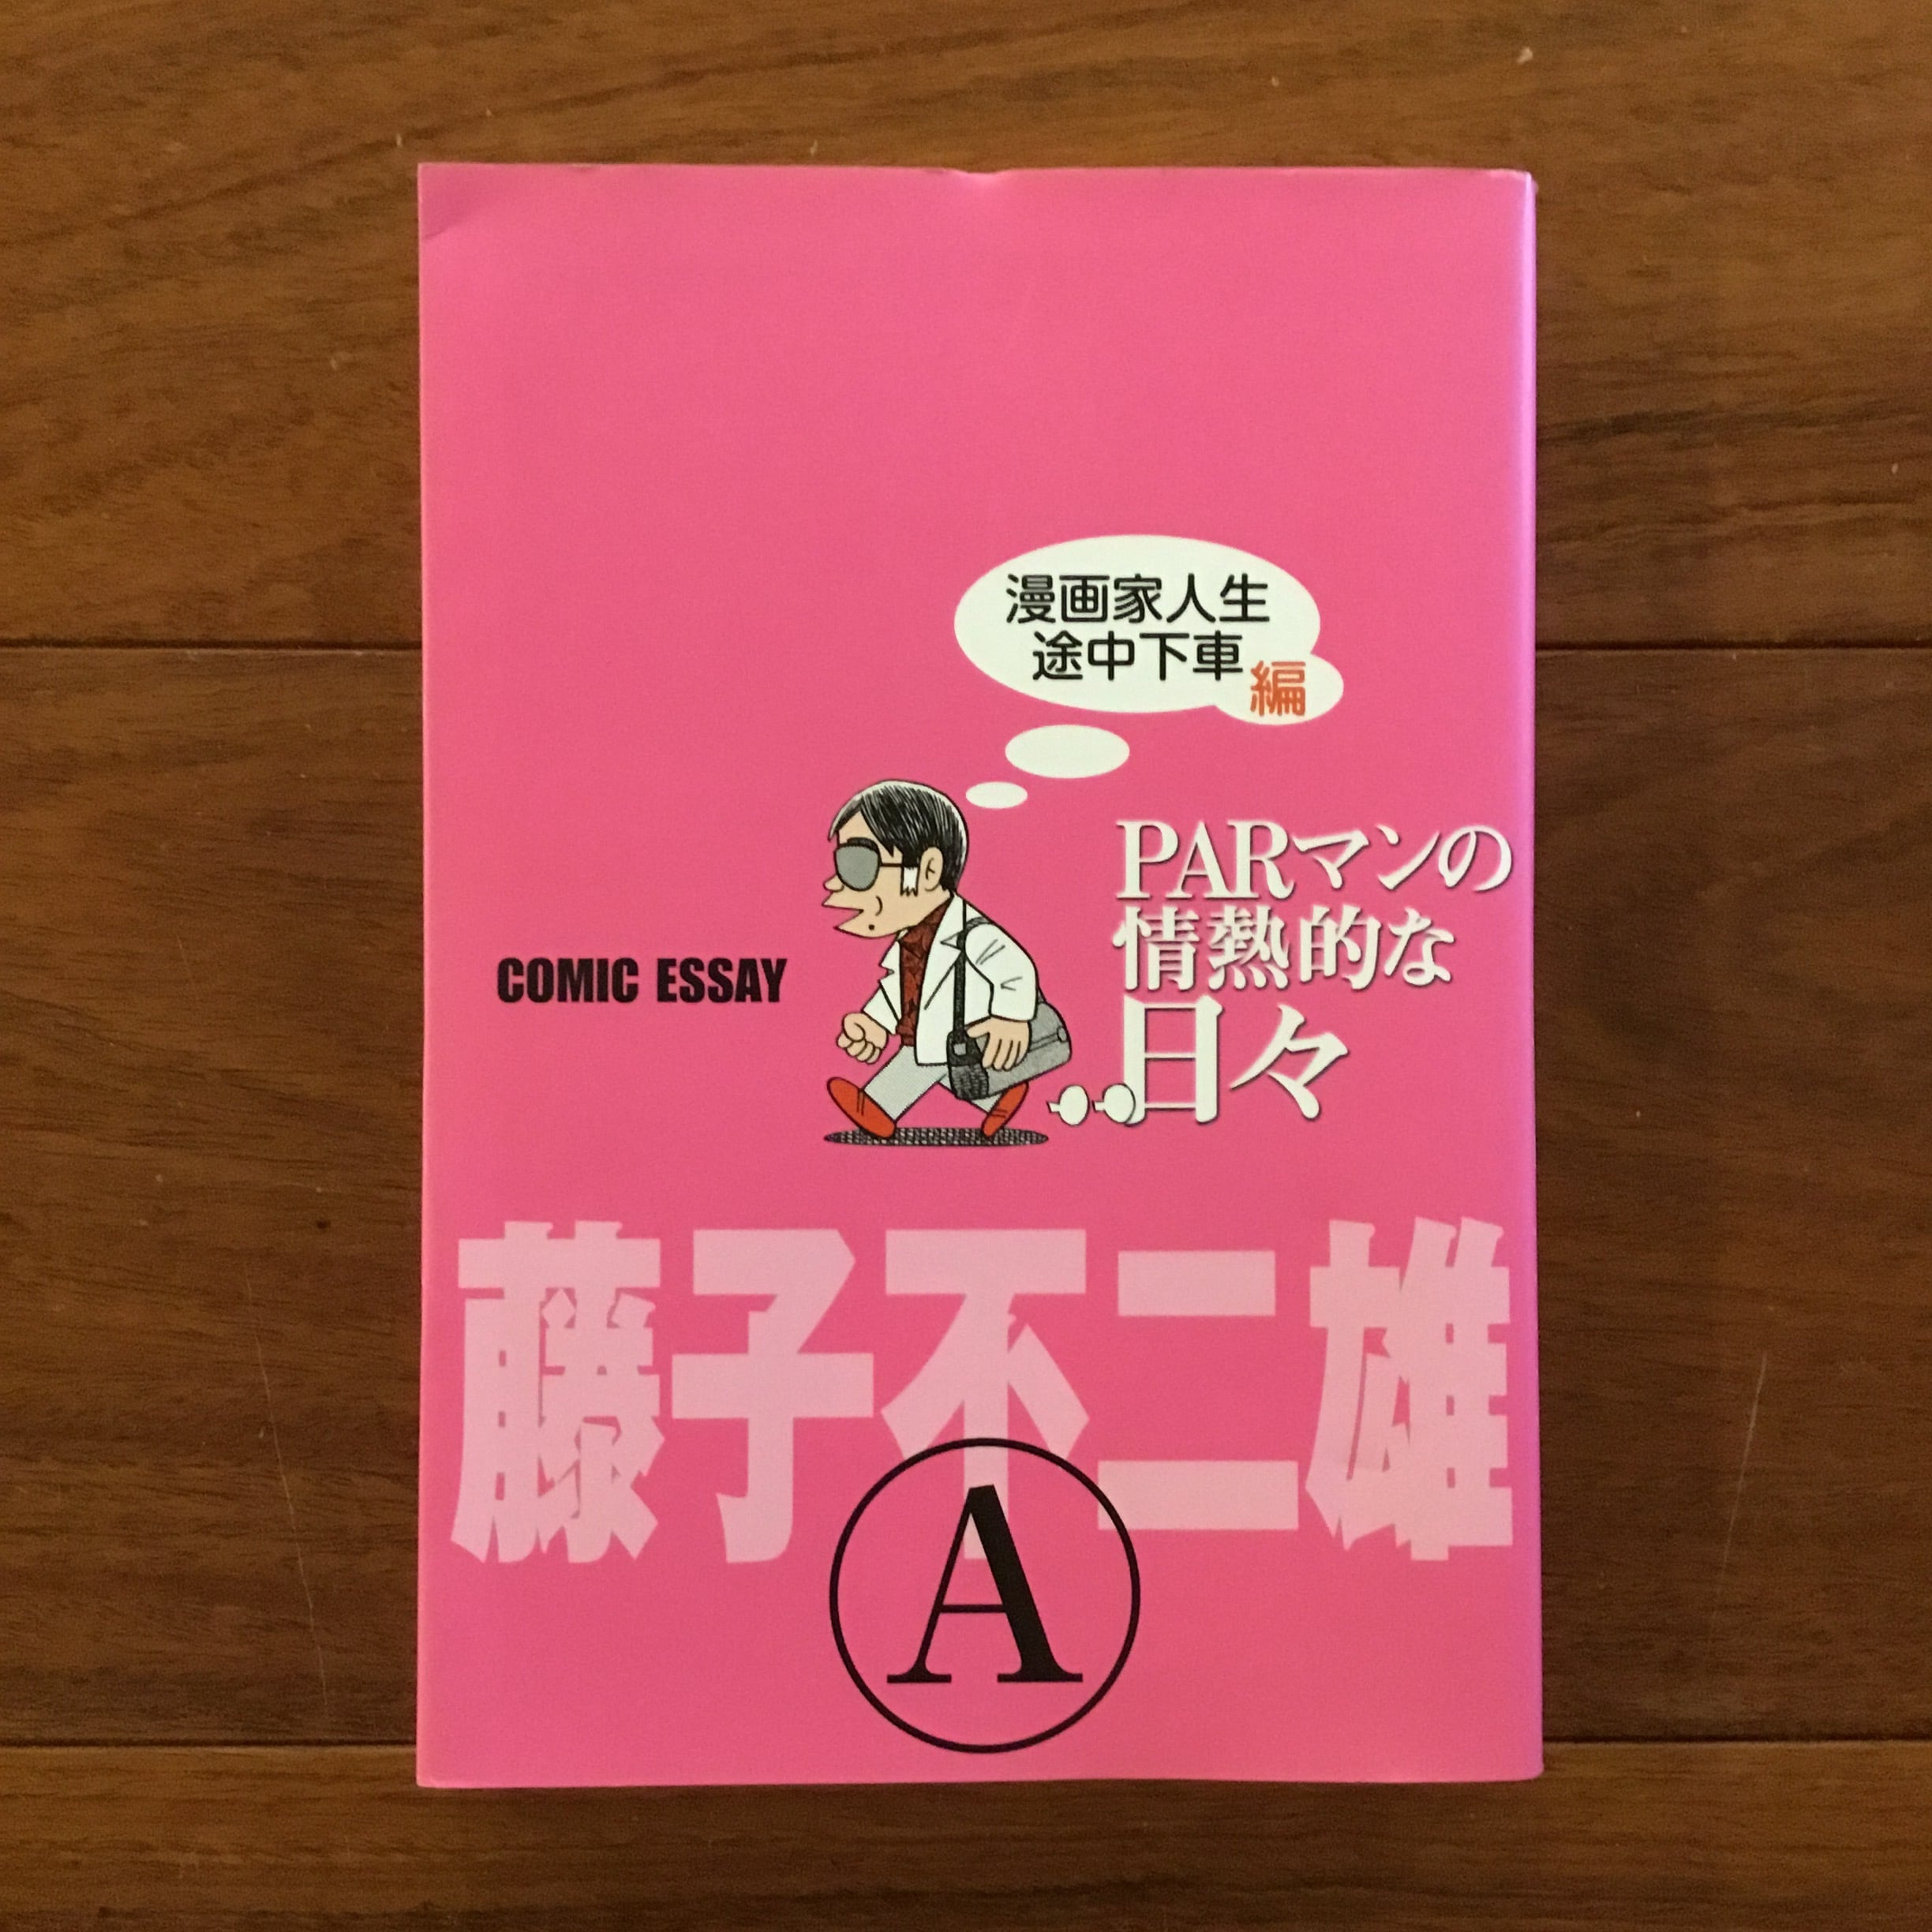 漫画家人生
途中下車編
PARマンの
情熱的な
日々
COMIC ESSAY
藤子不二雄
A